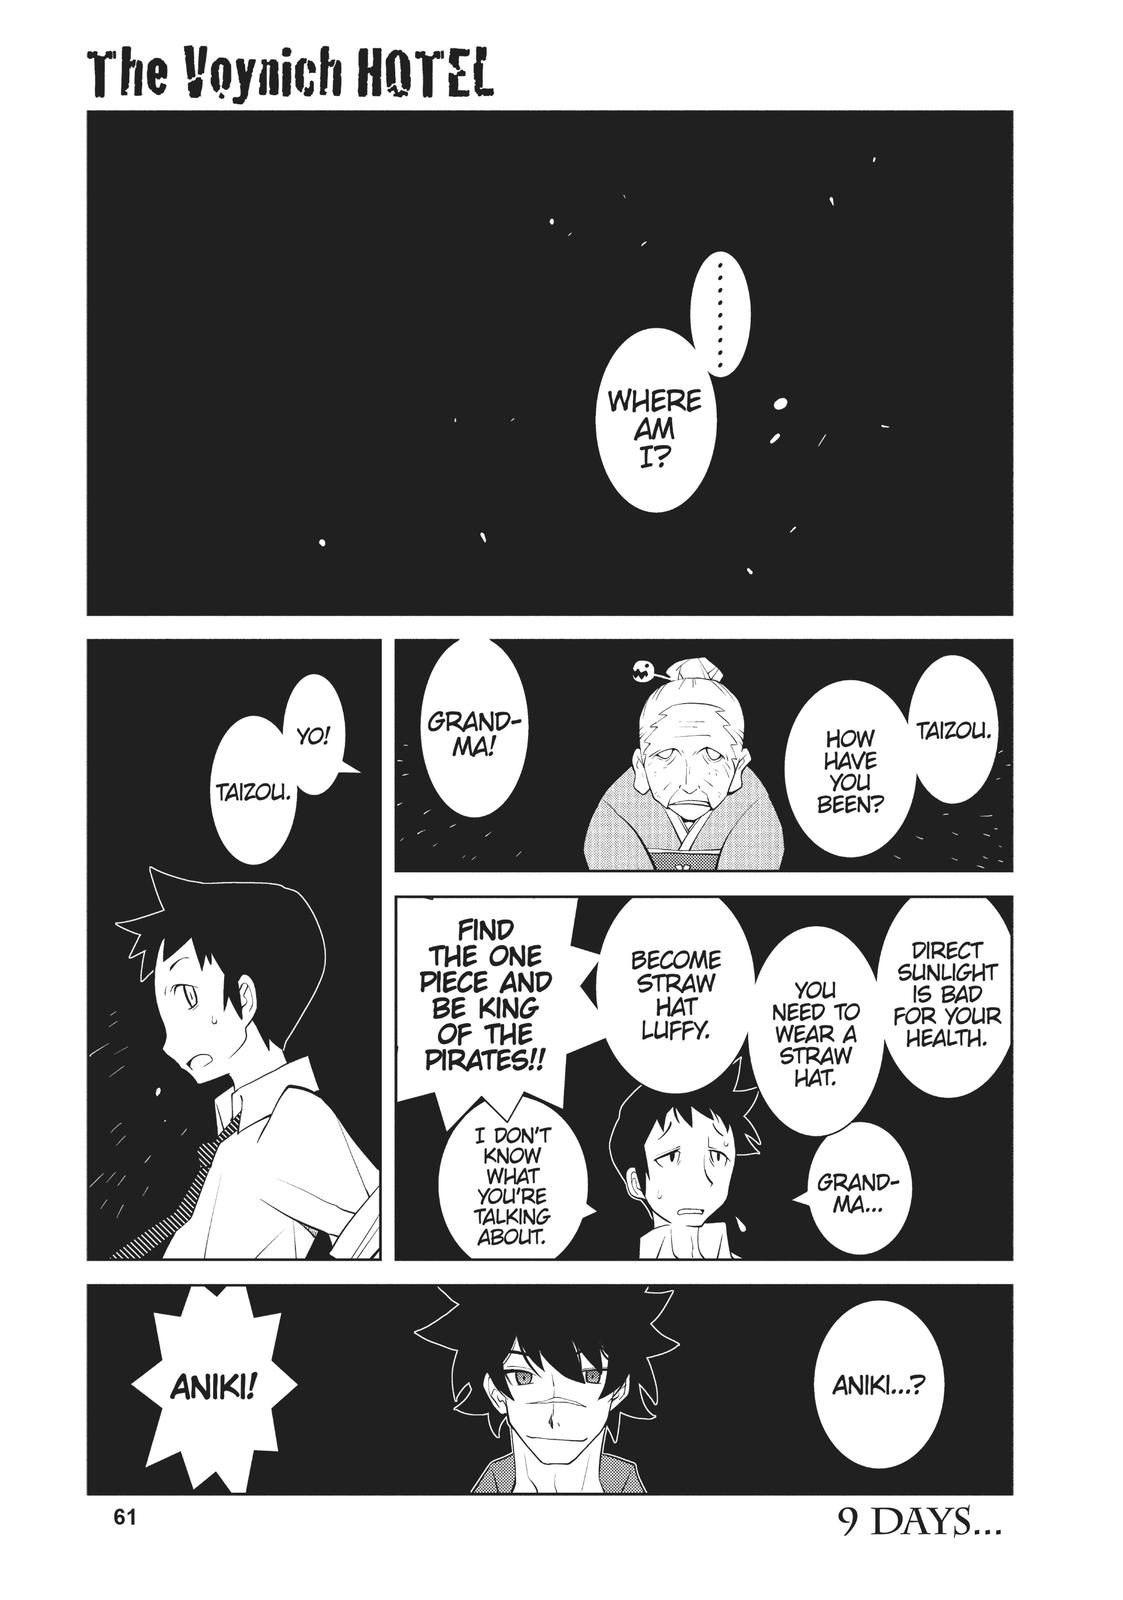 The Voynich HOTEL
.........
WHERE
AM
I?
TAIZOU.
HOW
HAVE
YOU
BEEN?
GRAND-
MA!
DIRECT
SUNLIGHT
IS BAD
FOR YOUR
HEALTH.
YOU
NEED TO
WEAR A
STRAW
HAT.
BECOME
STRAW
HAT
LUFFY.
FIND
THE ONE
PIECE AND
BE KING
OF THE
PIRATES!!
GRAND-
MA...
I DON'T
KNOW
WHAT
YOU'RE
TALKING
ABOUT.
YO!
TAIZOU.
ANIKI...?
ANIKI!
61
9 DAYS...